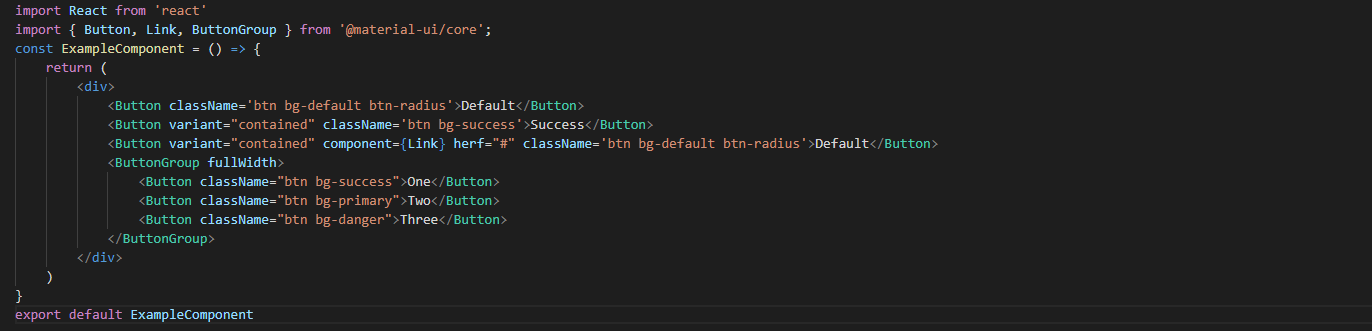 import React from 'react'
import { Button, Link, ButtonGroup } from '@material-ui/core';
const ExampleComponent = () => {
    return (
        <div>
            <Button className='btn bg-default btn-radius'>Default</Button>
            <Button variant="contained" className='btn bg-success'>Success</Button>
            <Button variant="contained" component={Link} herf="#" className='btn bg-default btn-radius'>Default</Button>
            <ButtonGroup fullWidth>
                <Button className="btn bg-success">One</Button>
                <Button className="btn bg-primary">Two</Button>
                <Button className="btn bg-danger">Three</Button>
            </ButtonGroup>
        </div>
    )
}
export default ExampleComponent